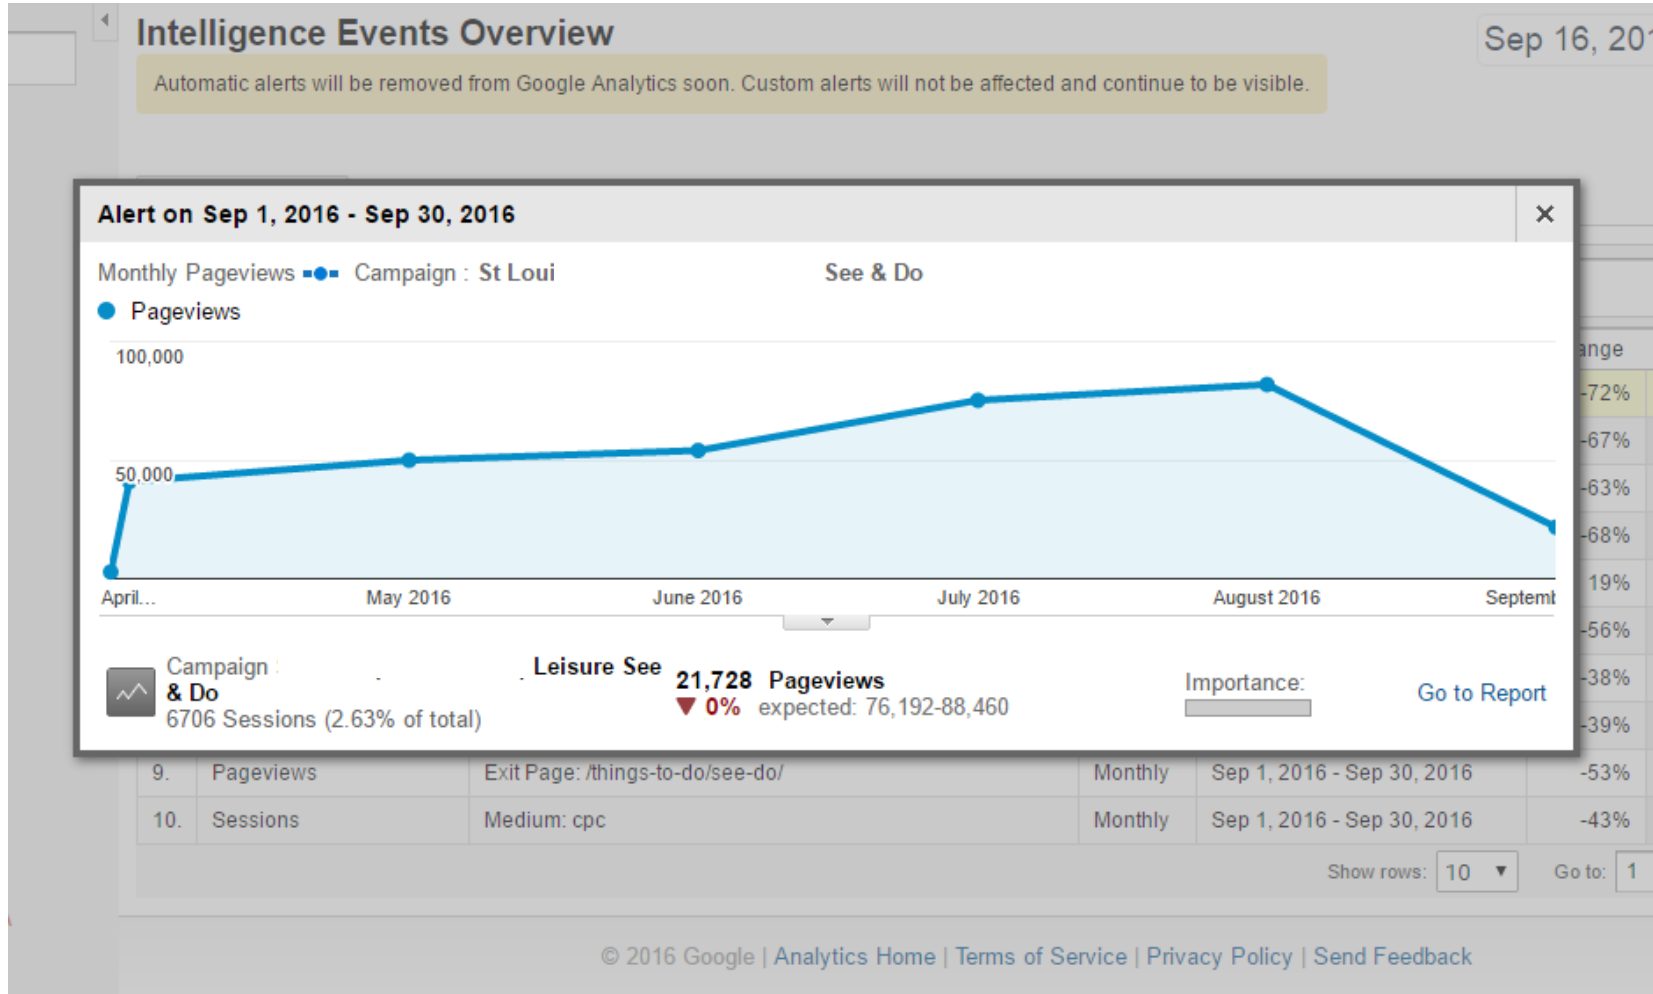 Intelligence Events Overview
Sep 16, 201
Automatic alerts will be removed from Google Analytics soon. Custom alerts will not be affected and continue to be visible.
Alert on Sep 1, 2016 - Sep 30, 2016
Monthly Pageviews Campaign : St Loui See & Do
Pageviews
100,000
50,000
April... May 2016 June 2016 July 2016 August 2016 Septemb
Campaign : Leisure See
& Do
6706 Sessions (2.63% of total)
21,728 Pageviews
▼ 0% expected: 76,192-88,460
Importance:
Go to Report
ange
-72%
-67%
-63%
-68%
19%
-56%
-38%
-39%
9. Pageviews Exit Page: /things-to-do/see-do/ Monthly Sep 1, 2016 - Sep 30, 2016 -53%
10. Sessions Medium: cpc Monthly Sep 1, 2016 - Sep 30, 2016 -43%
Show rows: 10 ▼ Go to: 1
© 2016 Google | Analytics Home | Terms of Service | Privacy Policy | Send Feedback